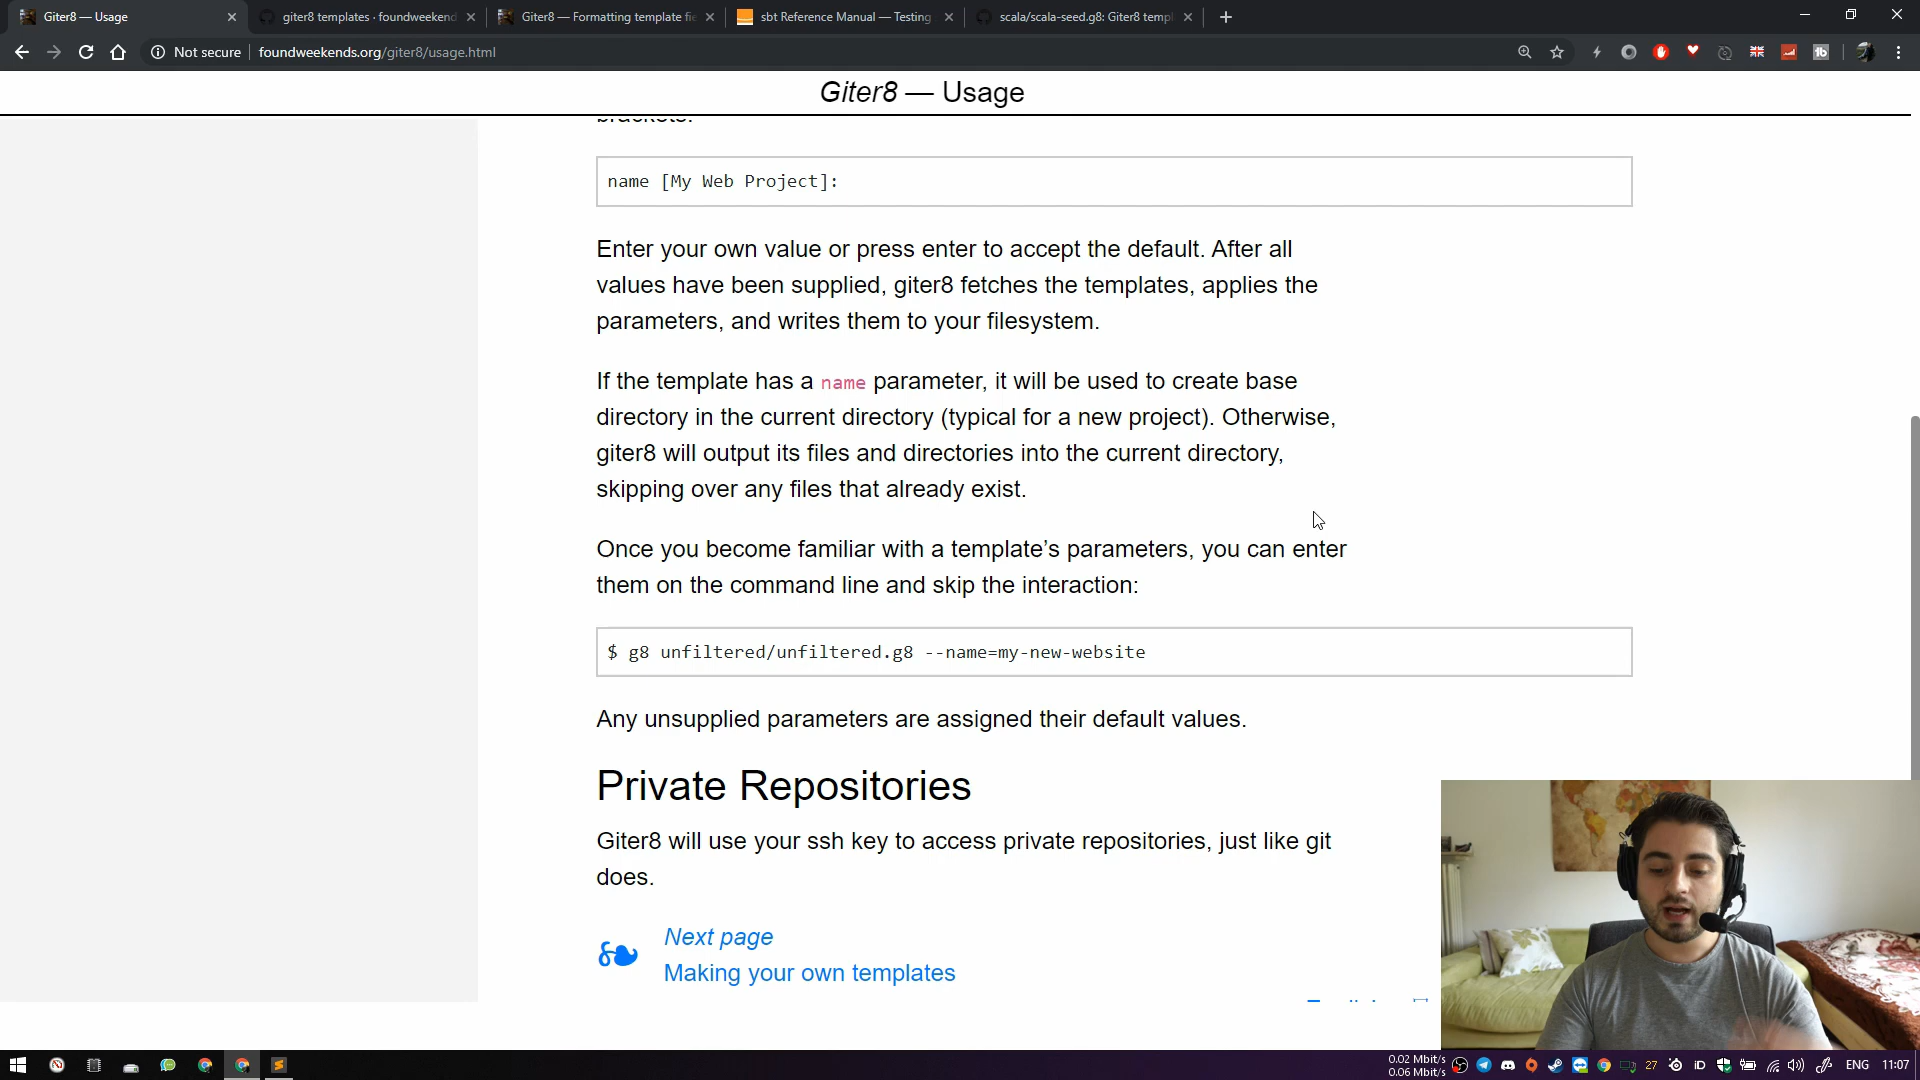 Giter8 — Usage
giter8 templates · foundweekend
Giter8 — Formatting template fie
sbt Reference Manual — Testing
scala/scala-seed.g8: Giter8 templ
Not secure
foundweekends.org/giter8/usage.html
Giter8 — Usage
brackets.
name [My Web Project]:
Enter your own value or press enter to accept the default. After all
values have been supplied, giter8 fetches the templates, applies the
parameters, and writes them to your filesystem.
If the template has a name parameter, it will be used to create base
directory in the current directory (typical for a new project). Otherwise,
giter8 will output its files and directories into the current directory,
skipping over any files that already exist.
Once you become familiar with a template’s parameters, you can enter
them on the command line and skip the interaction:
$ g8 unfiltered/unfiltered.g8 --name=my-new-website
Any unsupplied parameters are assigned their default values.
Private Repositories
Giter8 will use your ssh key to access private repositories, just like git
does.
Next page
Making your own templates
0.02 Mbit/s
0.06 Mbit/s
27
iD
ENG
11:07